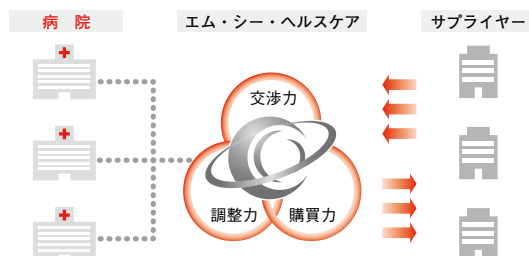 病 院
エム・シー・ヘルスケア
サプライヤー
交渉力
調整力
購買力